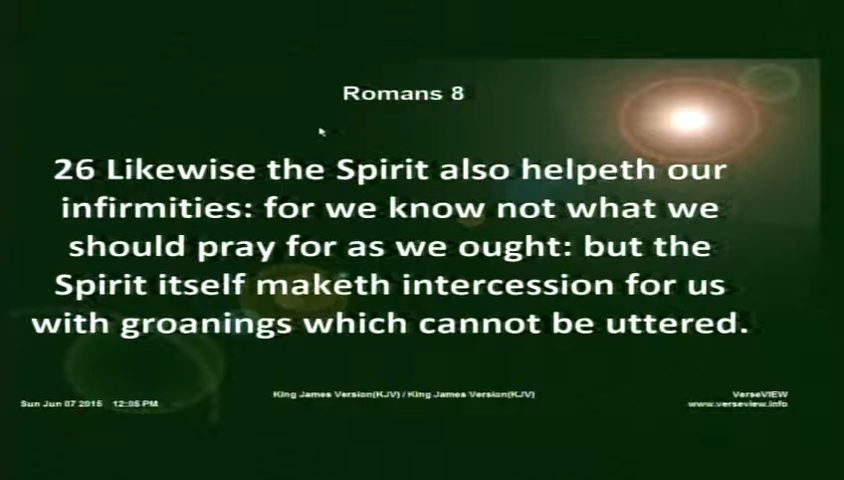 Romans 8
26 Likewise the Spirit also helpeth our
infirmities: for we know not what we
should pray for as we ought: but the
Spirit itself maketh intercession for us
with groanings which cannot be uttered.
King James Version(KJV) / King James Version(KJV)
VerseVIEW
Sun Jun 07 2015 12:05 PM
www.verseview.info